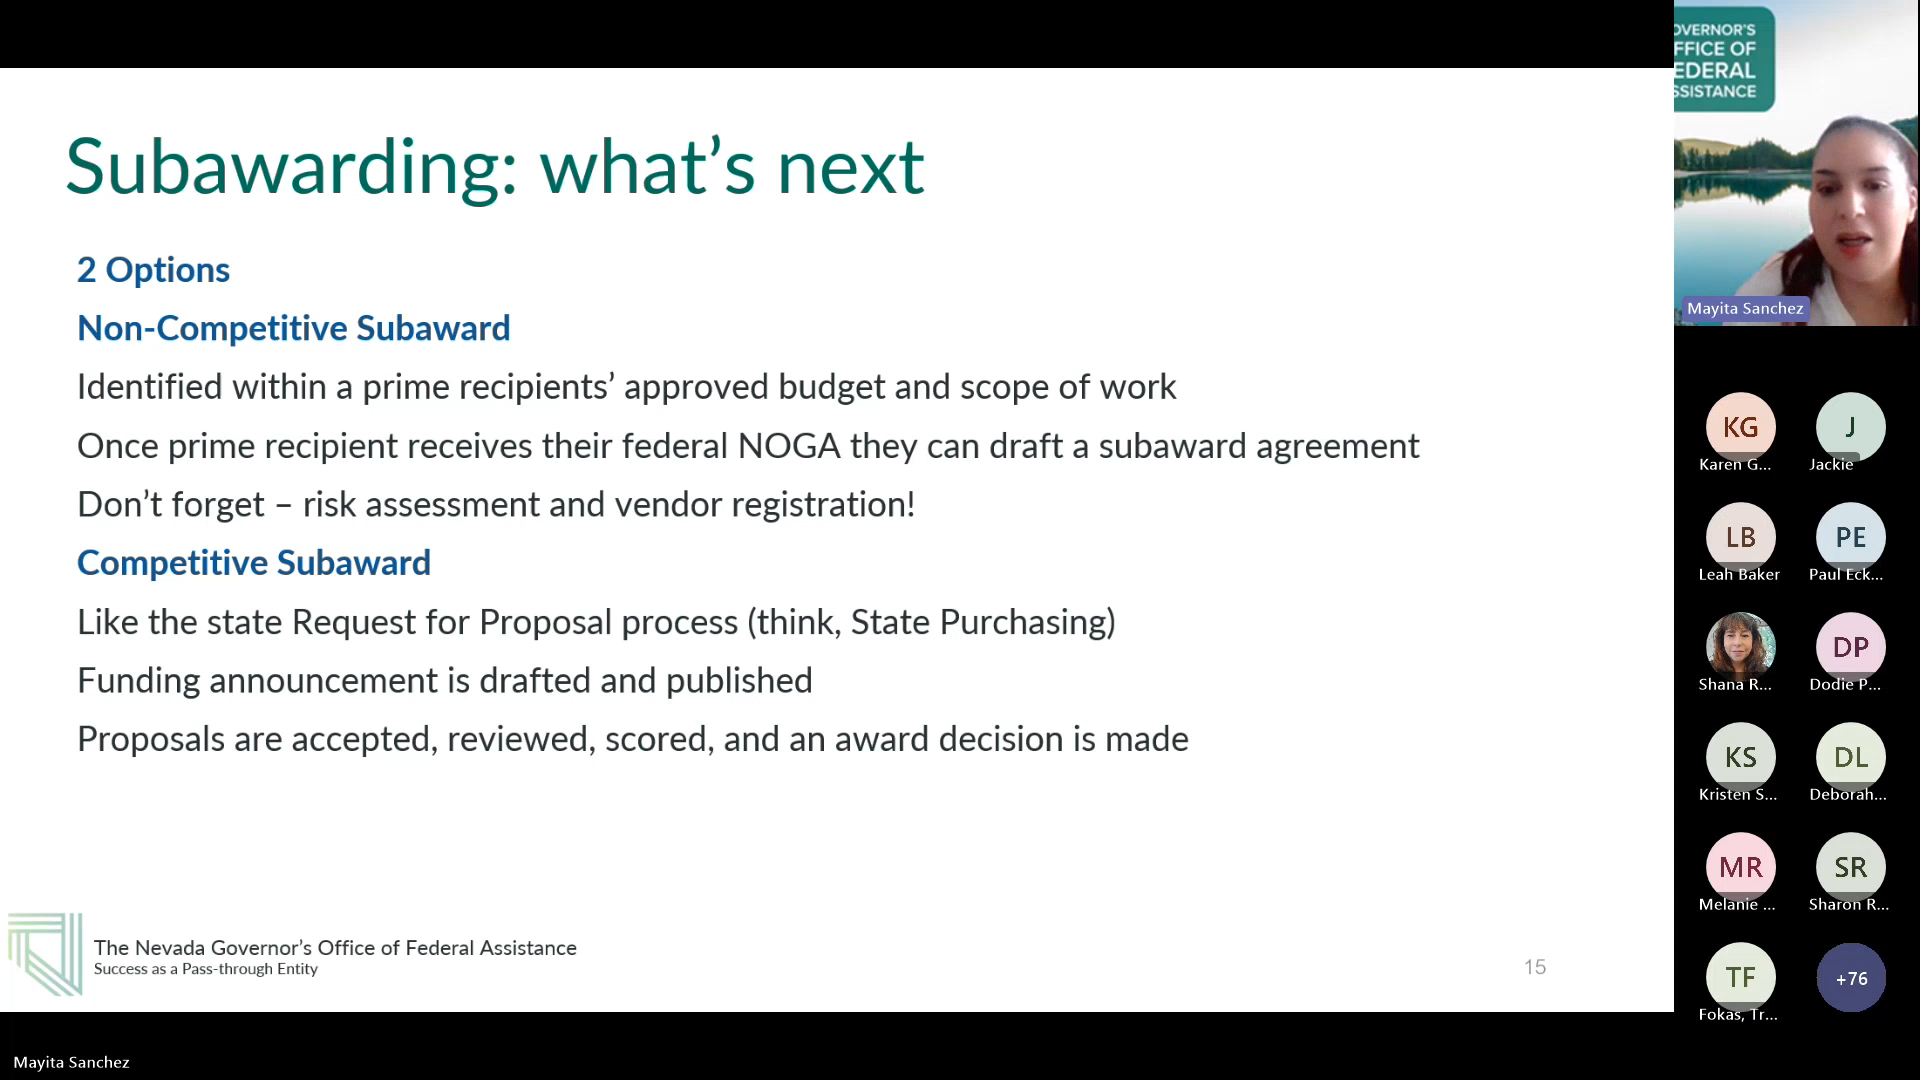 Subawarding: what’s next
2 Options
Non-Competitive Subaward
Identified within a prime recipients’ approved budget and scope of work
Once prime recipient receives their federal NOGA they can draft a subaward agreement
Don’t forget – risk assessment and vendor registration!
Competitive Subaward
Like the state Request for Proposal process (think, State Purchasing)
Funding announcement is drafted and published
Proposals are accepted, reviewed, scored, and an award decision is made
The Nevada Governor’s Office of Federal Assistance
Success as a Pass-through Entity
15
OVERNOR'S
FFICE OF
EDERAL
SSISTANCE
Mayita Sanchez
KG
Karen G...
J
Jackie
LB
Leah Baker
PE
Paul Eck...
Shana R...
DP
Dodie P...
KS
Kristen S...
DL
Deborah...
MR
Melanie ...
SR
Sharon R...
TF
Fokas, Tr...
+76
Mayita Sanchez